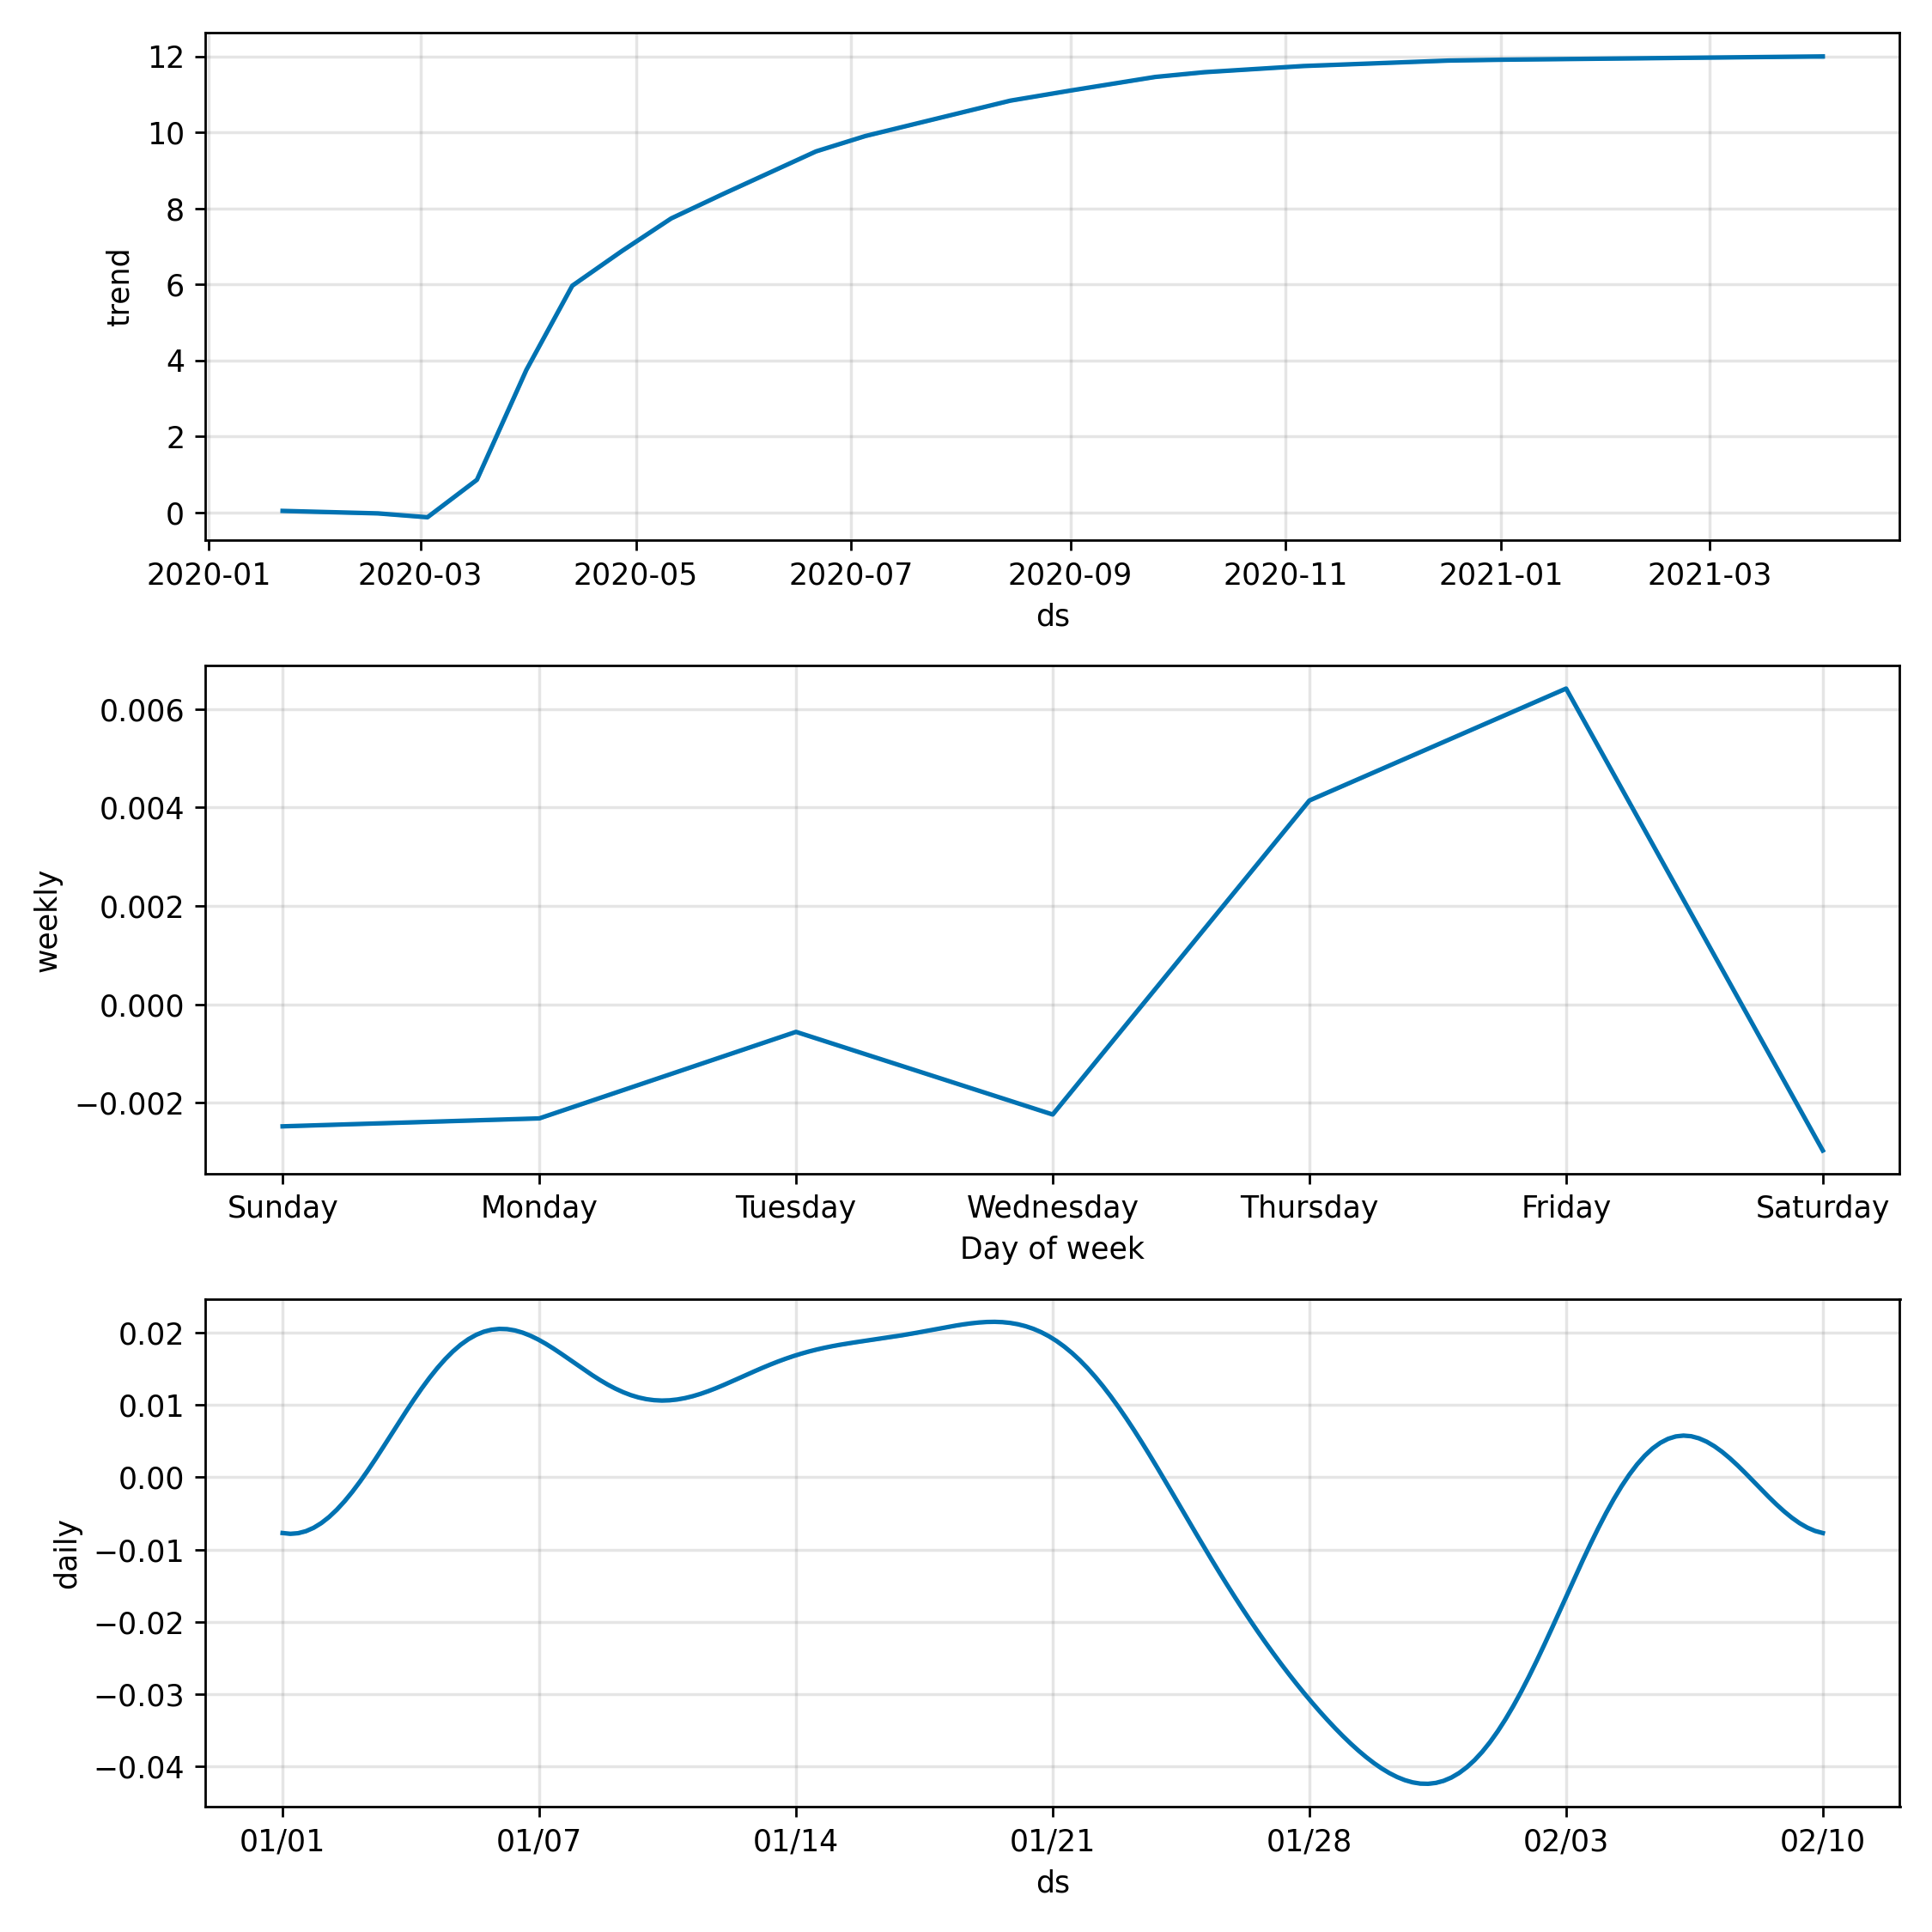 12
10
8
6
4
2
0
trend
2020-01 2020-03 2020-05 2020-07 2020-09 2020-11 2021-01 2021-03
ds
0.006
0.004
0.002
0.000
−0.002
weekly
Sunday Monday Tuesday Wednesday Thursday Friday Saturday
Day of week
0.02
0.01
0.00
−0.01
−0.02
−0.03
−0.04
daily
01/01 01/07 01/14 01/21 01/28 02/03 02/10
ds